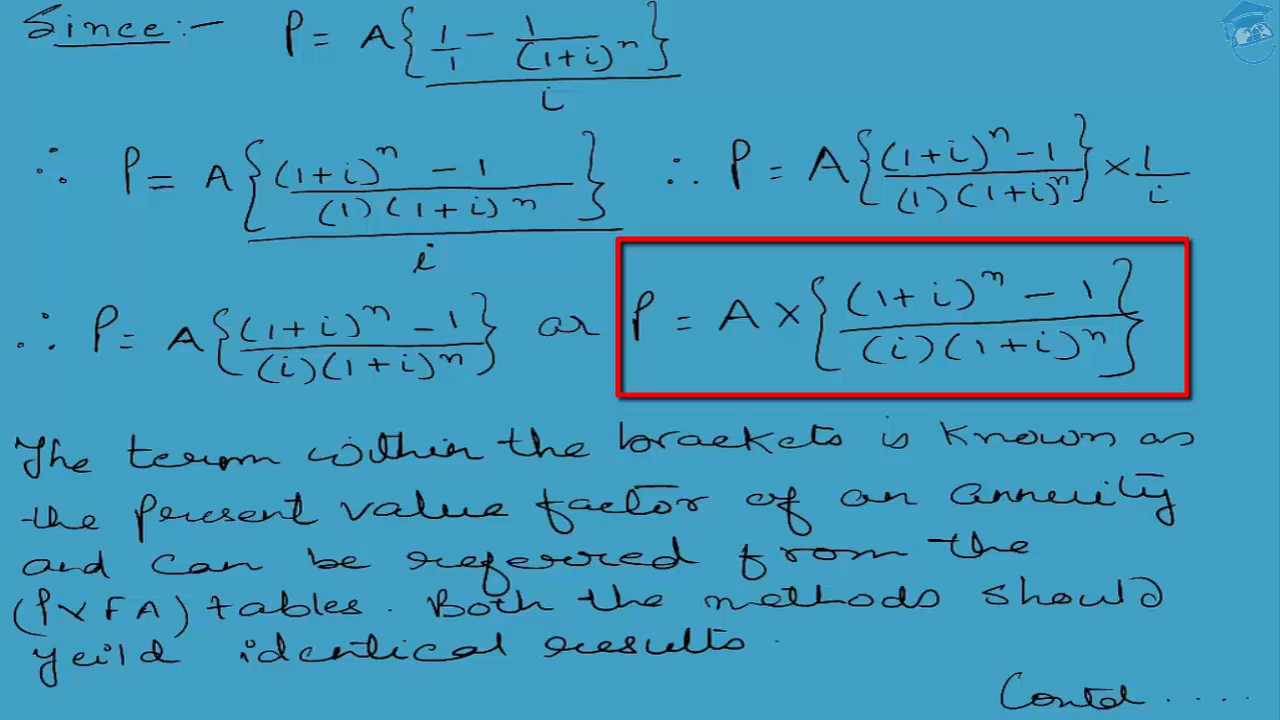 Since:- P = A{1/1 - 1/(1+i)^n}/i
∴ P = A{((1+i)^n - 1)/((1)(1+i)^n)}/i ∴ P = A{((1+i)^n - 1)/((1)(1+i)^n)} × 1/i
∴ P = A{((1+i)^n - 1)/((i)(1+i)^n)} or P = A × {((1+i)^n - 1)/((i)(1+i)^n)}
The term within the brackets is known as
the present value factor of an annuity
and can be referred from the
(PVFA) tables. Both the methods should
yeild identical results.
Contd....